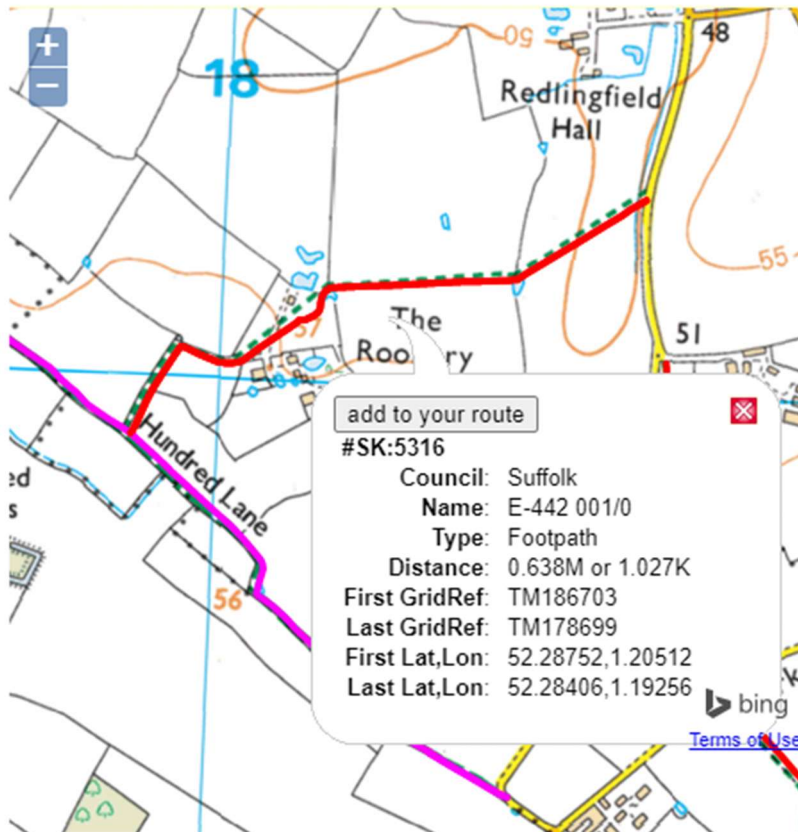 +
−
18
50
48
Redlingfield
Hall
55
57
The
51
Hundred Lane
ed
s
56
add to your route
#SK:5316
Council: Suffolk
Name: E-442 001/0
Type: Footpath
Distance: 0.638M or 1.027K
First GridRef: TM186703
Last GridRef: TM178699
First Lat,Lon: 52.28752,1.20512
Last Lat,Lon: 52.28406,1.19256
bing
Terms of Use